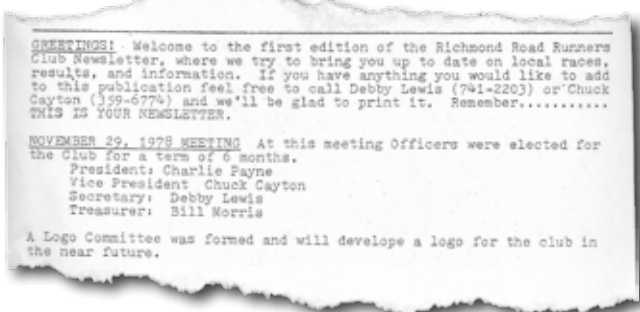 GREETINGS! Welcome to the first edition of the Richmond Road Runners
Club Newsletter, where we try to bring you up to date on local races,
results, and information. If you have anything you would like to add
to this publication feel free to call Debby Lewis (741-2203) or Chuck
Cayton (359-6774) and we'll be glad to print it. Remember...........
THIS IS YOUR NEWSLETTER.
NOVEMBER 29, 1978 MEETING At this meeting Officers were elected for
the Club for a term of 6 months.
President: Charlie Payne
Vice President Chuck Cayton
Secretary: Debby Lewis
Treasurer: Bill Morris
A Logo Committee was formed and will develope a logo for the club in
the near future.